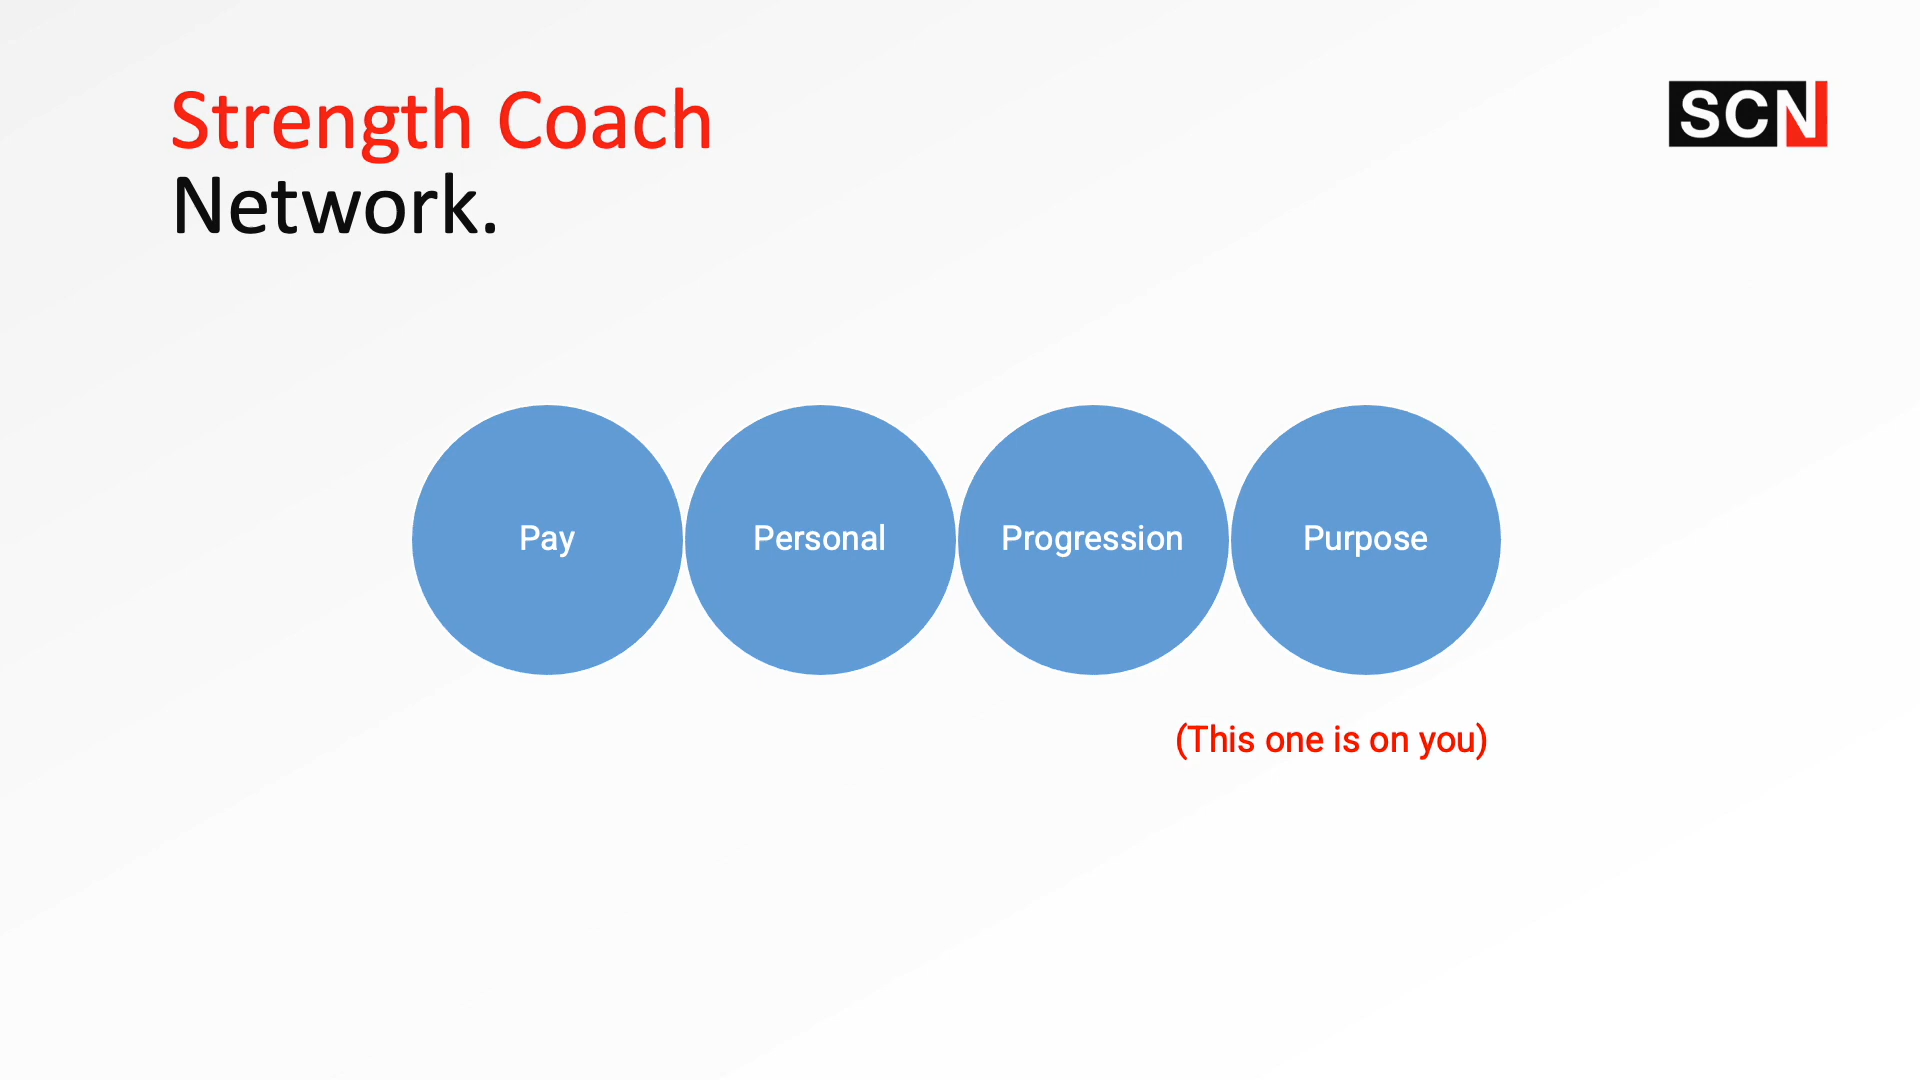 Strength Coach
Network.
SCN
Pay
Personal
Progression
Purpose
(This one is on you)